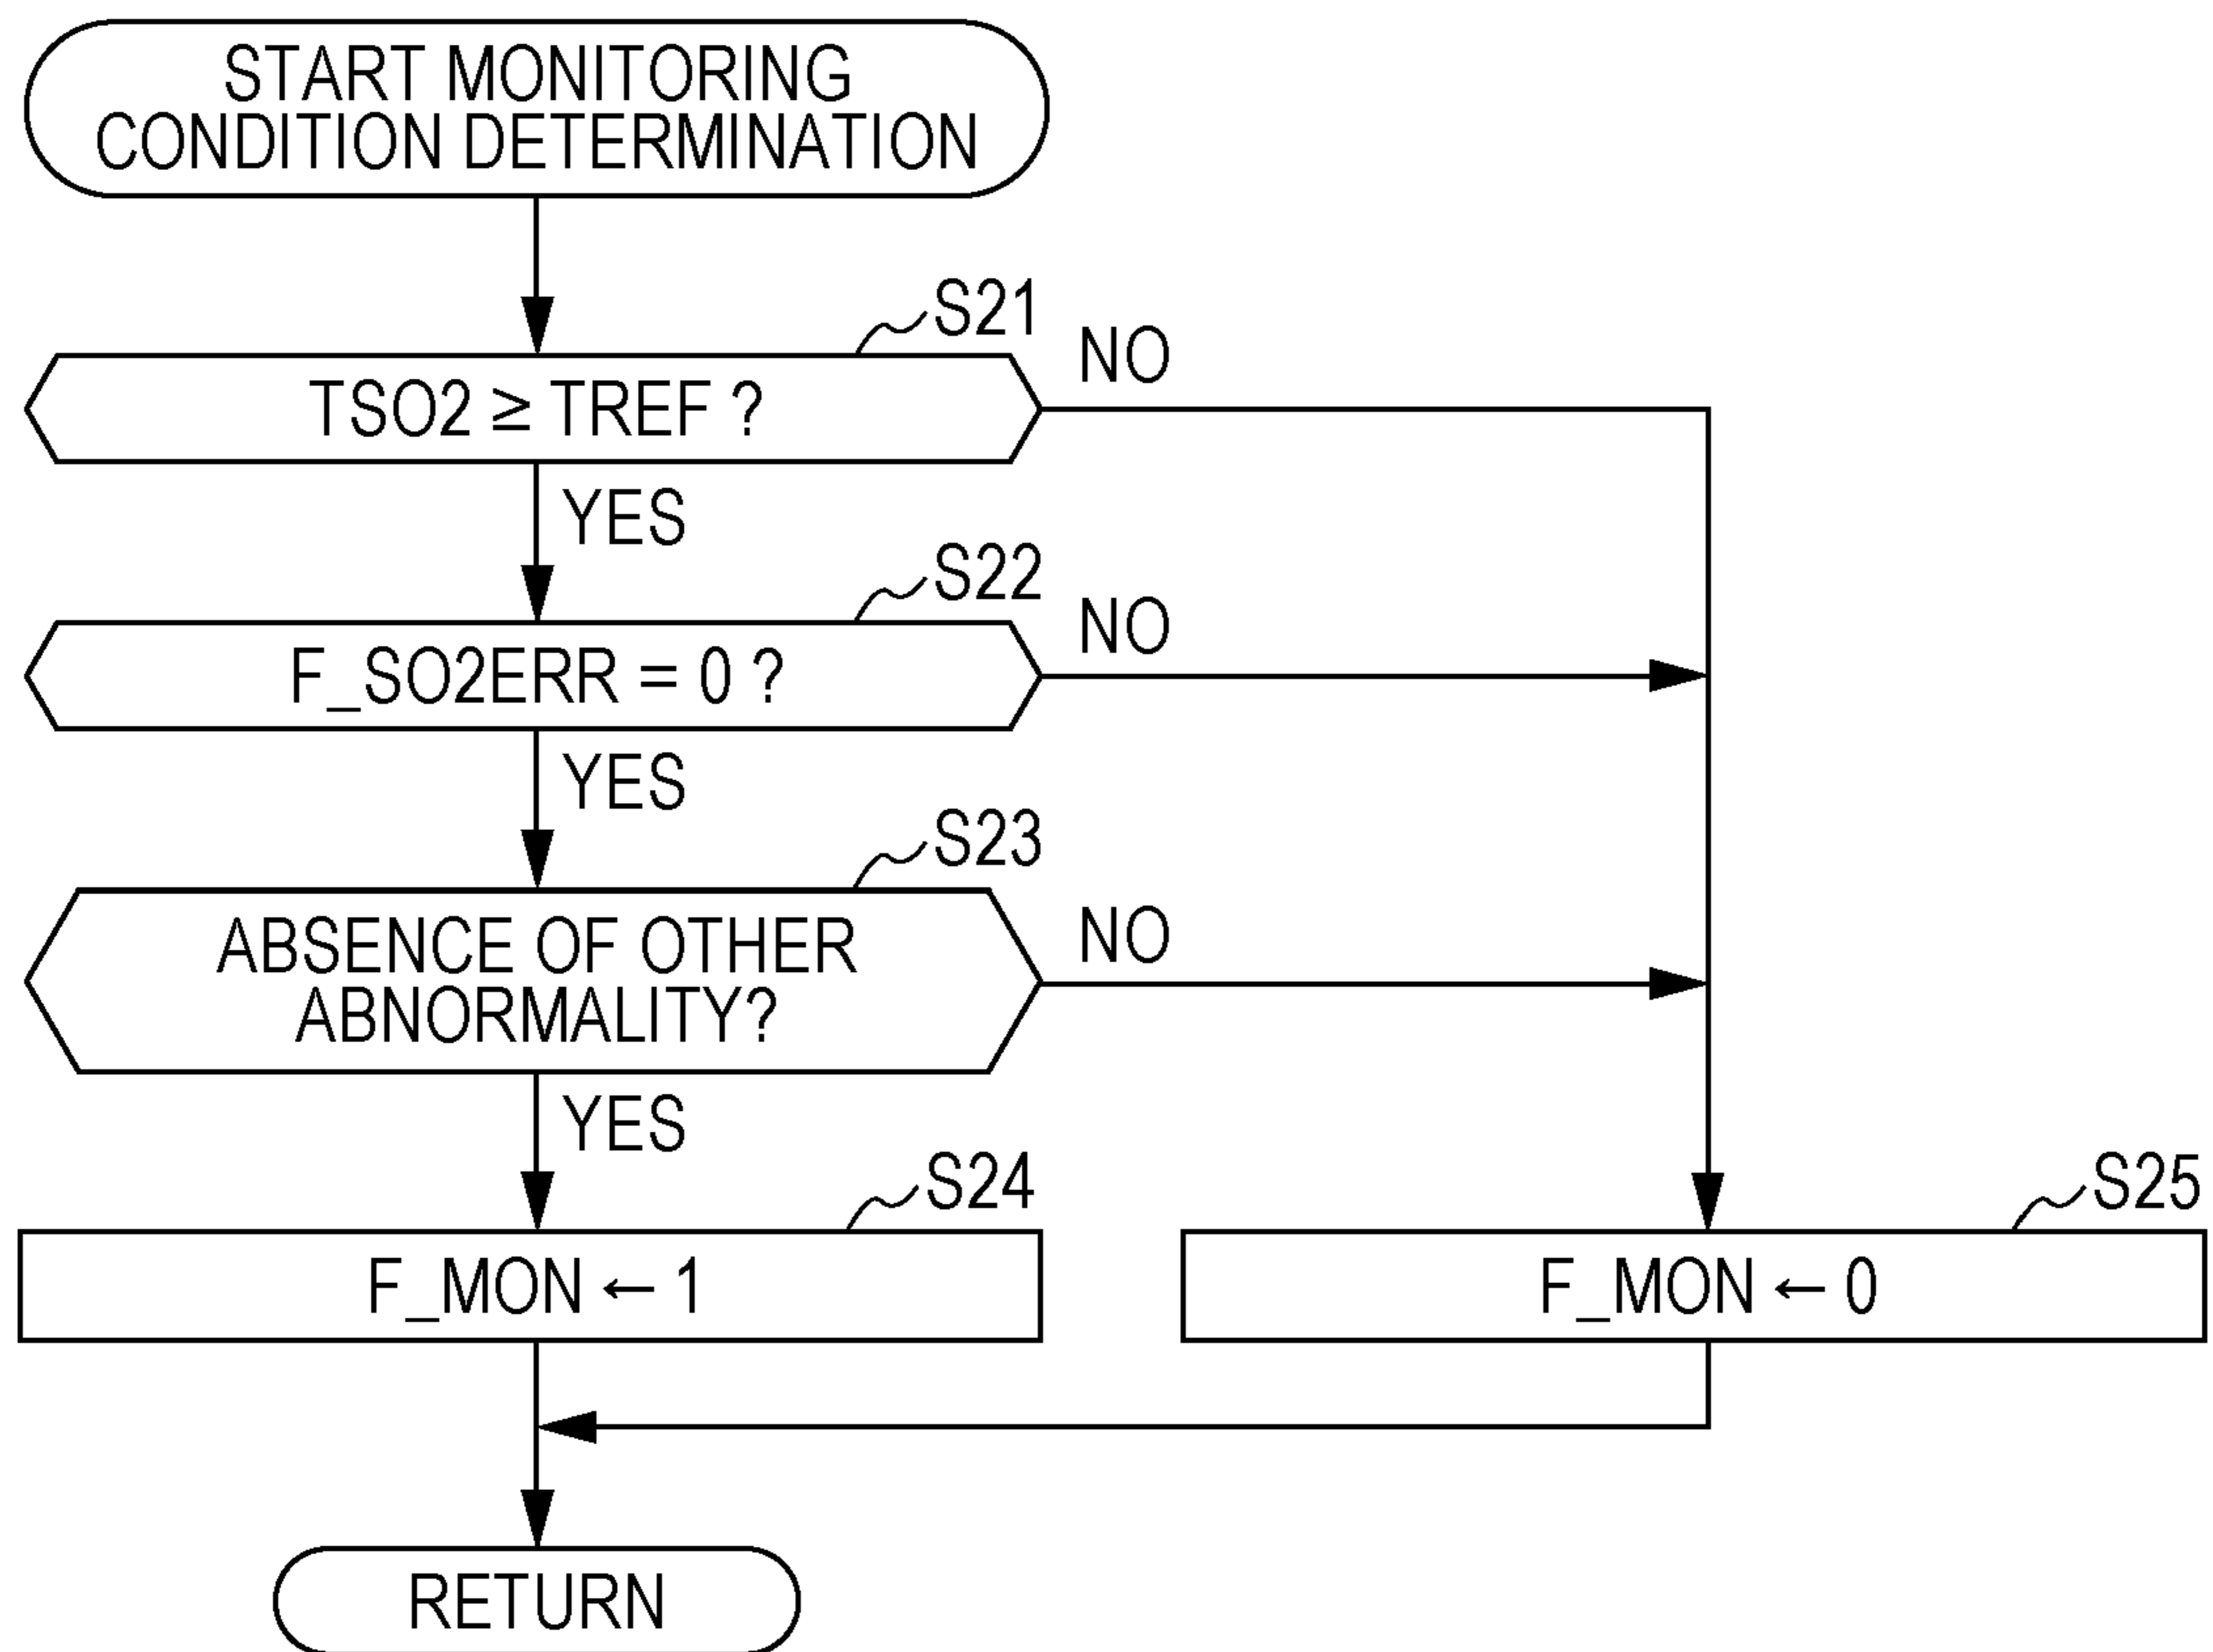 START MONITORING
CONDITION DETERMINATION
S21
TSO2 ≥ TREF ?
NO
YES
S22
F_SO2ERR = 0 ?
NO
YES
S23
ABSENCE OF OTHER
ABNORMALITY?
NO
YES
S24
F_MON ← 1
S25
F_MON ← 0
RETURN